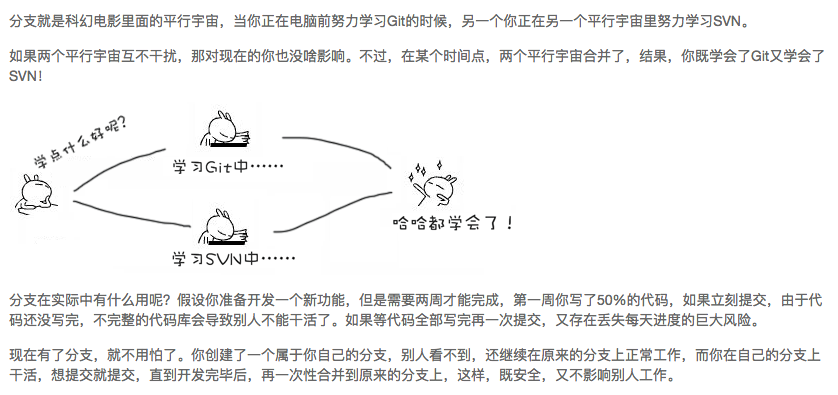 分支就是科幻电影里面的平行宇宙，当你正在电脑前努力学习Git的时候，另一个你正在另一个平行宇宙里努力学习SVN。
如果两个平行宇宙互不干扰，那对现在的你也没啥影响。不过，在某个时间点，两个平行宇宙合并了，结果，你既学会了Git又学会了
SVN！
学点什么好呢？
学习Git中……
哈哈都学会了！
学习SVN中……
分支在实际中有什么用呢？假设你准备开发一个新功能，但是需要两周才能完成，第一周你写了50%的代码，如果立刻提交，由于代
码还没写完，不完整的代码库会导致别人不能干活了。如果等代码全部写完再一次提交，又存在丢失每天进度的巨大风险。
现在有了分支，就不用怕了。你创建了一个属于你自己的分支，别人看不到，还继续在原来的分支上正常工作，而你在自己的分支上
干活，想提交就提交，直到开发完毕后，再一次性合并到原来的分支上，这样，既安全，又不影响别人工作。